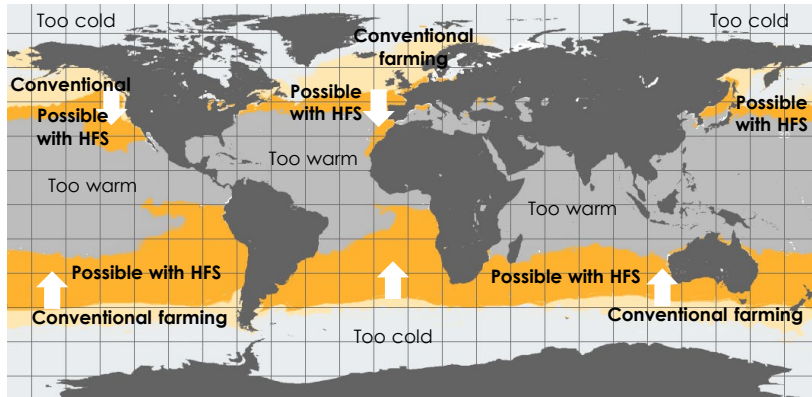 Too cold
Conventional
farming
Too cold
Conventional
Possible
with HFS
Possible
with HFS
Possible
with HFS
Too warm
Too warm
Too warm
Possible with HFS
Possible with HFS
Conventional farming
Conventional farming
Too cold